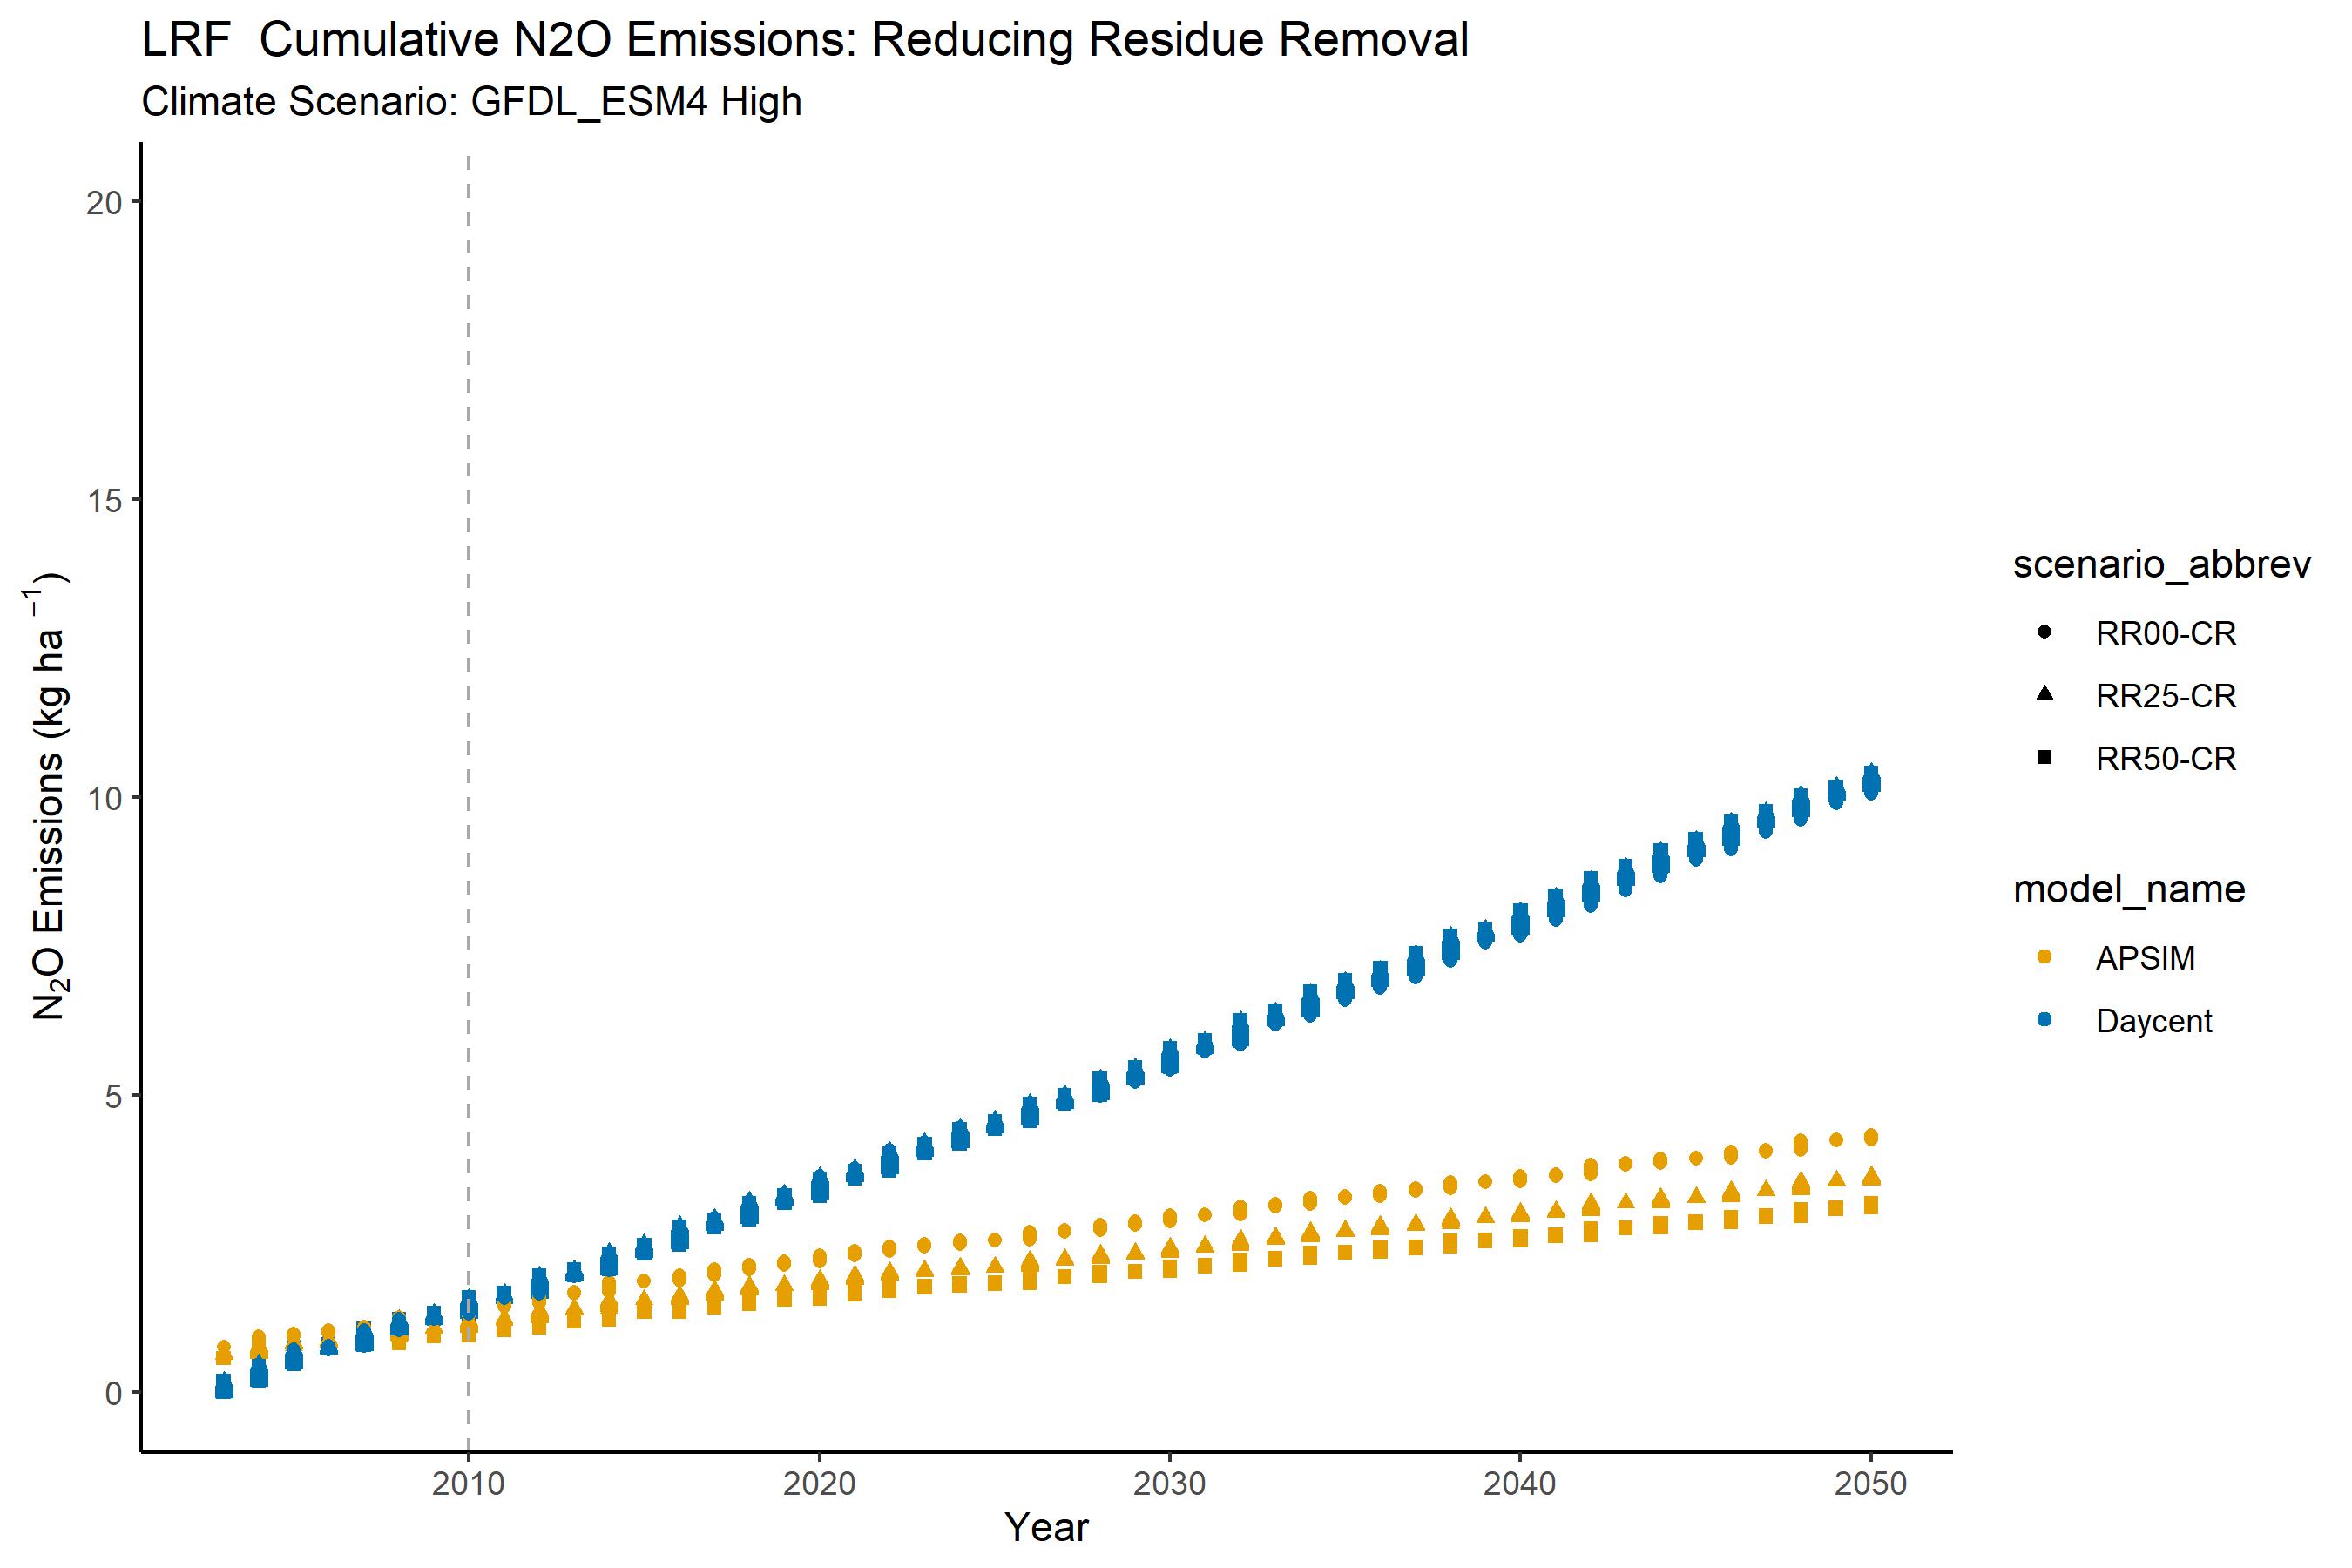 LRF  Cumulative N2O Emissions: Reducing Residue Removal
Climate Scenario: GFDL_ESM4 High
N₂O Emissions (kg ha ⁻¹)
20
15
10
5
0
2010 2020 2030 2040 2050
Year
scenario_abbrev
RR00-CR
RR25-CR
RR50-CR
model_name
APSIM
Daycent